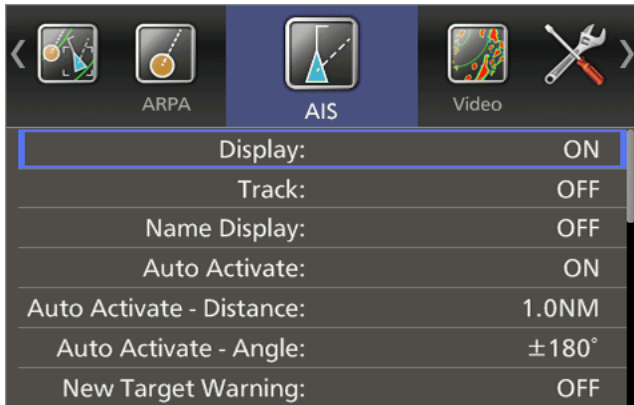 ARPA AIS Video
Display: ON
Track: OFF
Name Display: OFF
Auto Activate: ON
Auto Activate - Distance: 1.0NM
Auto Activate - Angle: ±180°
New Target Warning: OFF